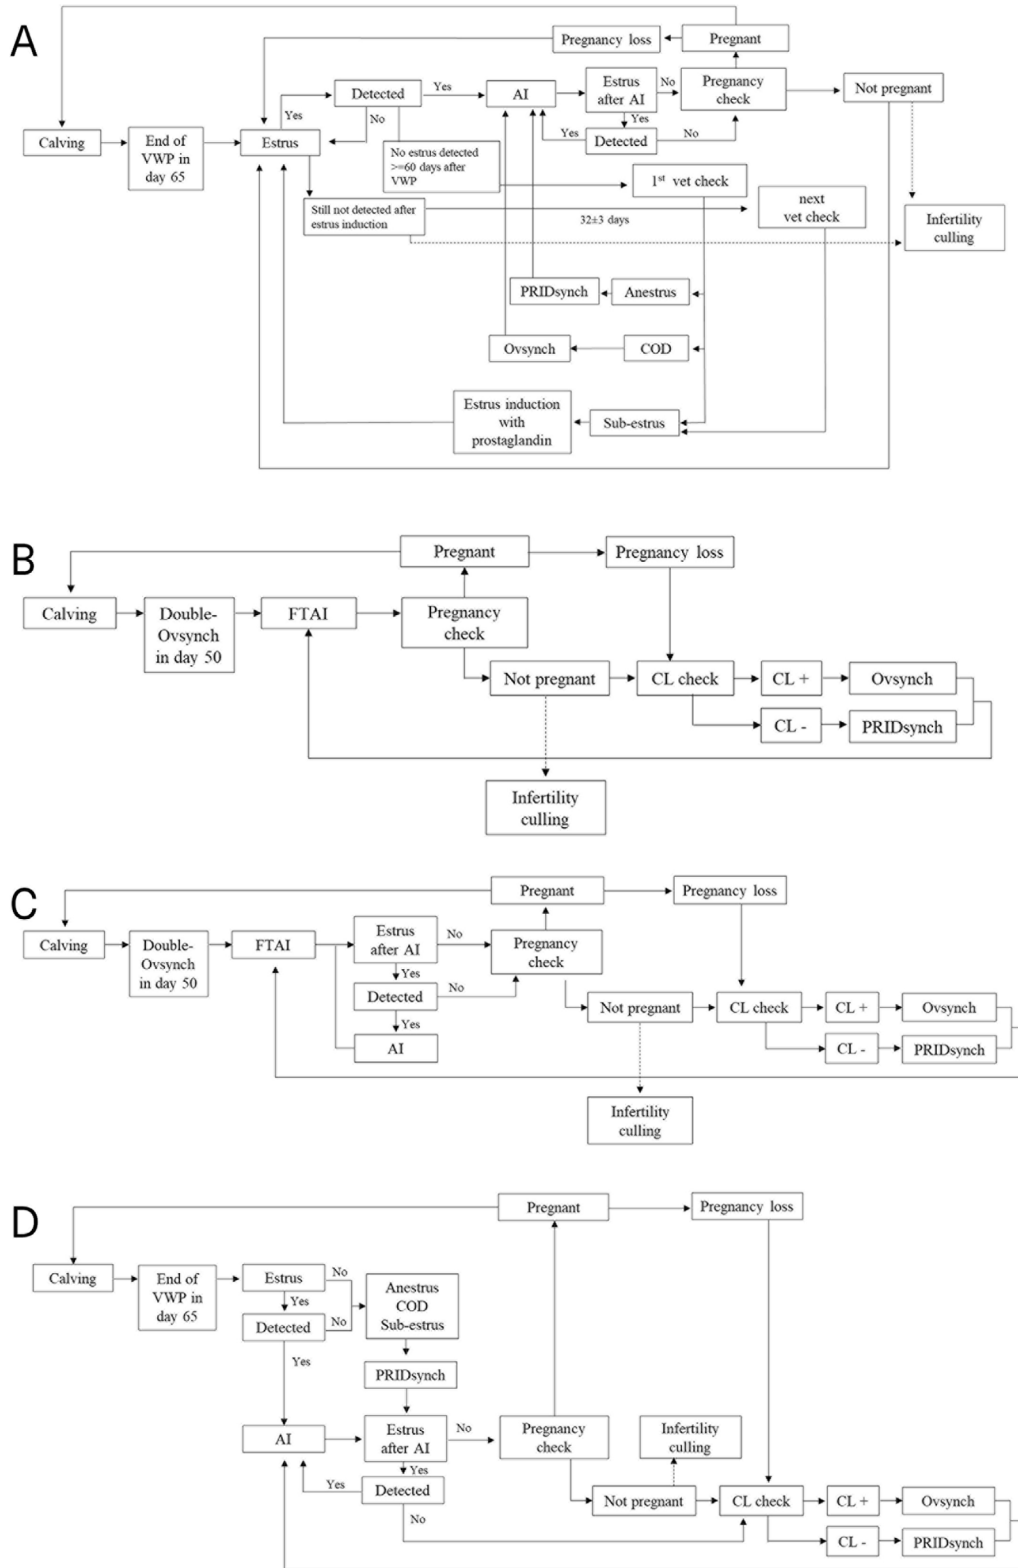 A
Pregnancy loss
Pregnant
Calving
End of
VWP in
day 65
Estrus
Yes
Detected
No
Yes
AI
Estrus
after AI
No
Yes
Yes
Detected
No
Pregnancy
check
Not pregnant
No estrus detected
>=60 days after
VWP
1st vet check
Still not detected after
estrus induction
32±3 days
next
vet check
Infertility
culling
PRIDsynch
Anestrus
Ovsynch
COD
Estrus induction
with
prostaglandin
Sub-estrus
B
Pregnant
Pregnancy loss
Calving
Double-
Ovsynch
in day 50
FTAI
Pregnancy
check
Not pregnant
CL check
CL +
Ovsynch
CL -
PRIDsynch
Infertility
culling
C
Pregnant
Pregnancy loss
Calving
Double-
Ovsynch
in day 50
FTAI
Estrus
after AI
No
Yes
Detected
No
Yes
AI
Pregnancy
check
Not pregnant
CL check
CL +
Ovsynch
CL -
PRIDsynch
Infertility
culling
D
Pregnant
Pregnancy loss
Calving
End of
VWP in
day 65
Estrus
No
Yes
Detected
No
Yes
Anestrus
COD
Sub-estrus
PRIDsynch
AI
Estrus
after AI
No
Yes
Yes
Detected
No
Pregnancy
check
Infertility
culling
Not pregnant
CL check
CL +
Ovsynch
CL -
PRIDsynch